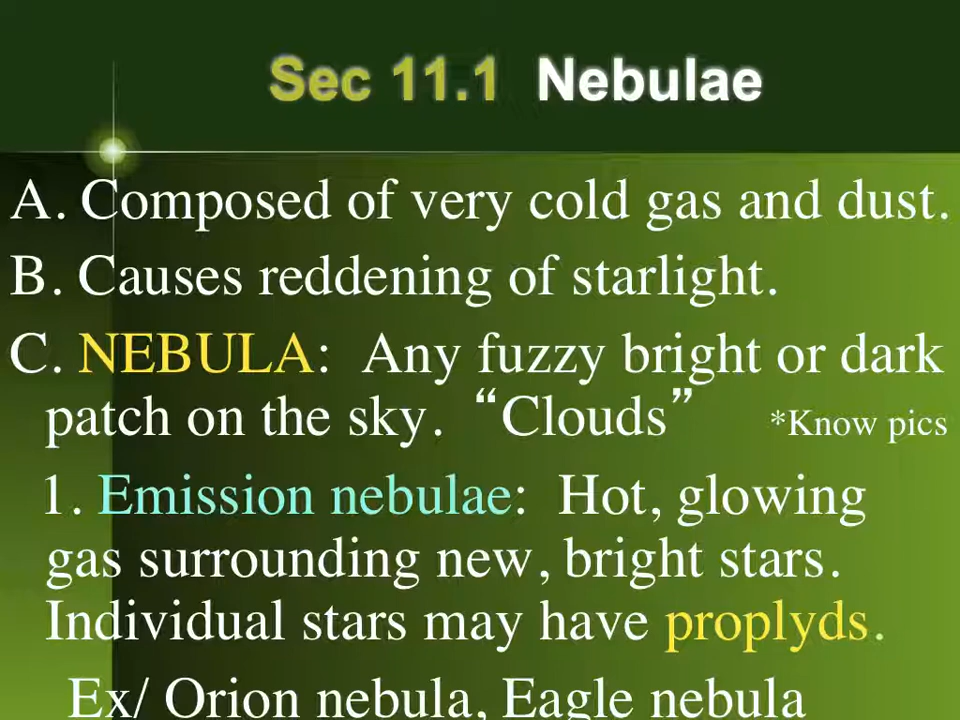 Sec 11.1 Nebulae
A. Composed of very cold gas and dust.
B. Causes reddening of starlight.
C. NEBULA: Any fuzzy bright or dark
patch on the sky. “Clouds” *Know pics
1. Emission nebulae: Hot, glowing
gas surrounding new, bright stars.
Individual stars may have proplyds.
Ex/ Orion nebula, Eagle nebula